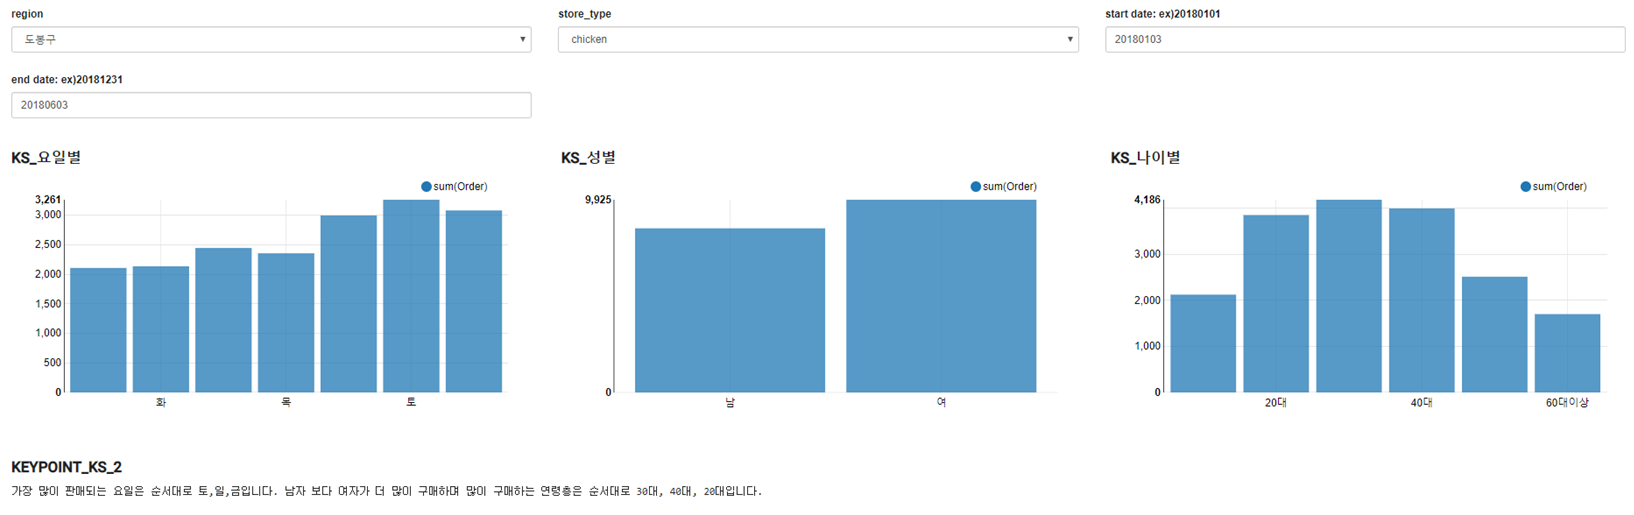 region
도봉구
store_type
chicken
start date: ex)20180101
20180103
end date: ex)20181231
20180603
KS_요일별
sum(Order)
3,261
3,000
2,500
2,000
1,500
1,000
500
0
화
목
토
KS_성별
sum(Order)
9,925
0
남
여
KS_나이별
sum(Order)
4,186
3,000
2,000
1,000
0
20대
40대
60대이상
KEYPOINT_KS_2
가장 많이 판매되는 요일은 순서대로 토,일,금입니다. 남자 보다 여자가 더 많이 구매하며 많이 구매하는 연령층은 순서대로 30대, 40대, 20대입니다.